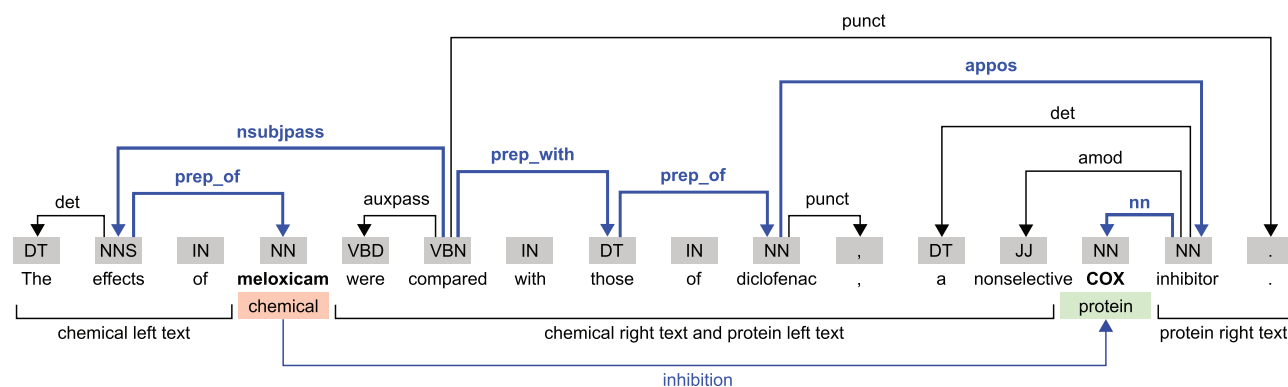 punct
appos
det
nsubjpass
prep_with
amod
prep_of
prep_of
det
auxpass
punct
nn
DT NNS IN NN VBD VBN IN DT IN NN , DT JJ NN NN .
The effects of meloxicam were compared with those of diclofenac , a nonselective COX inhibitor .
chemical
protein
chemical left text
chemical right text and protein left text
protein right text
inhibition